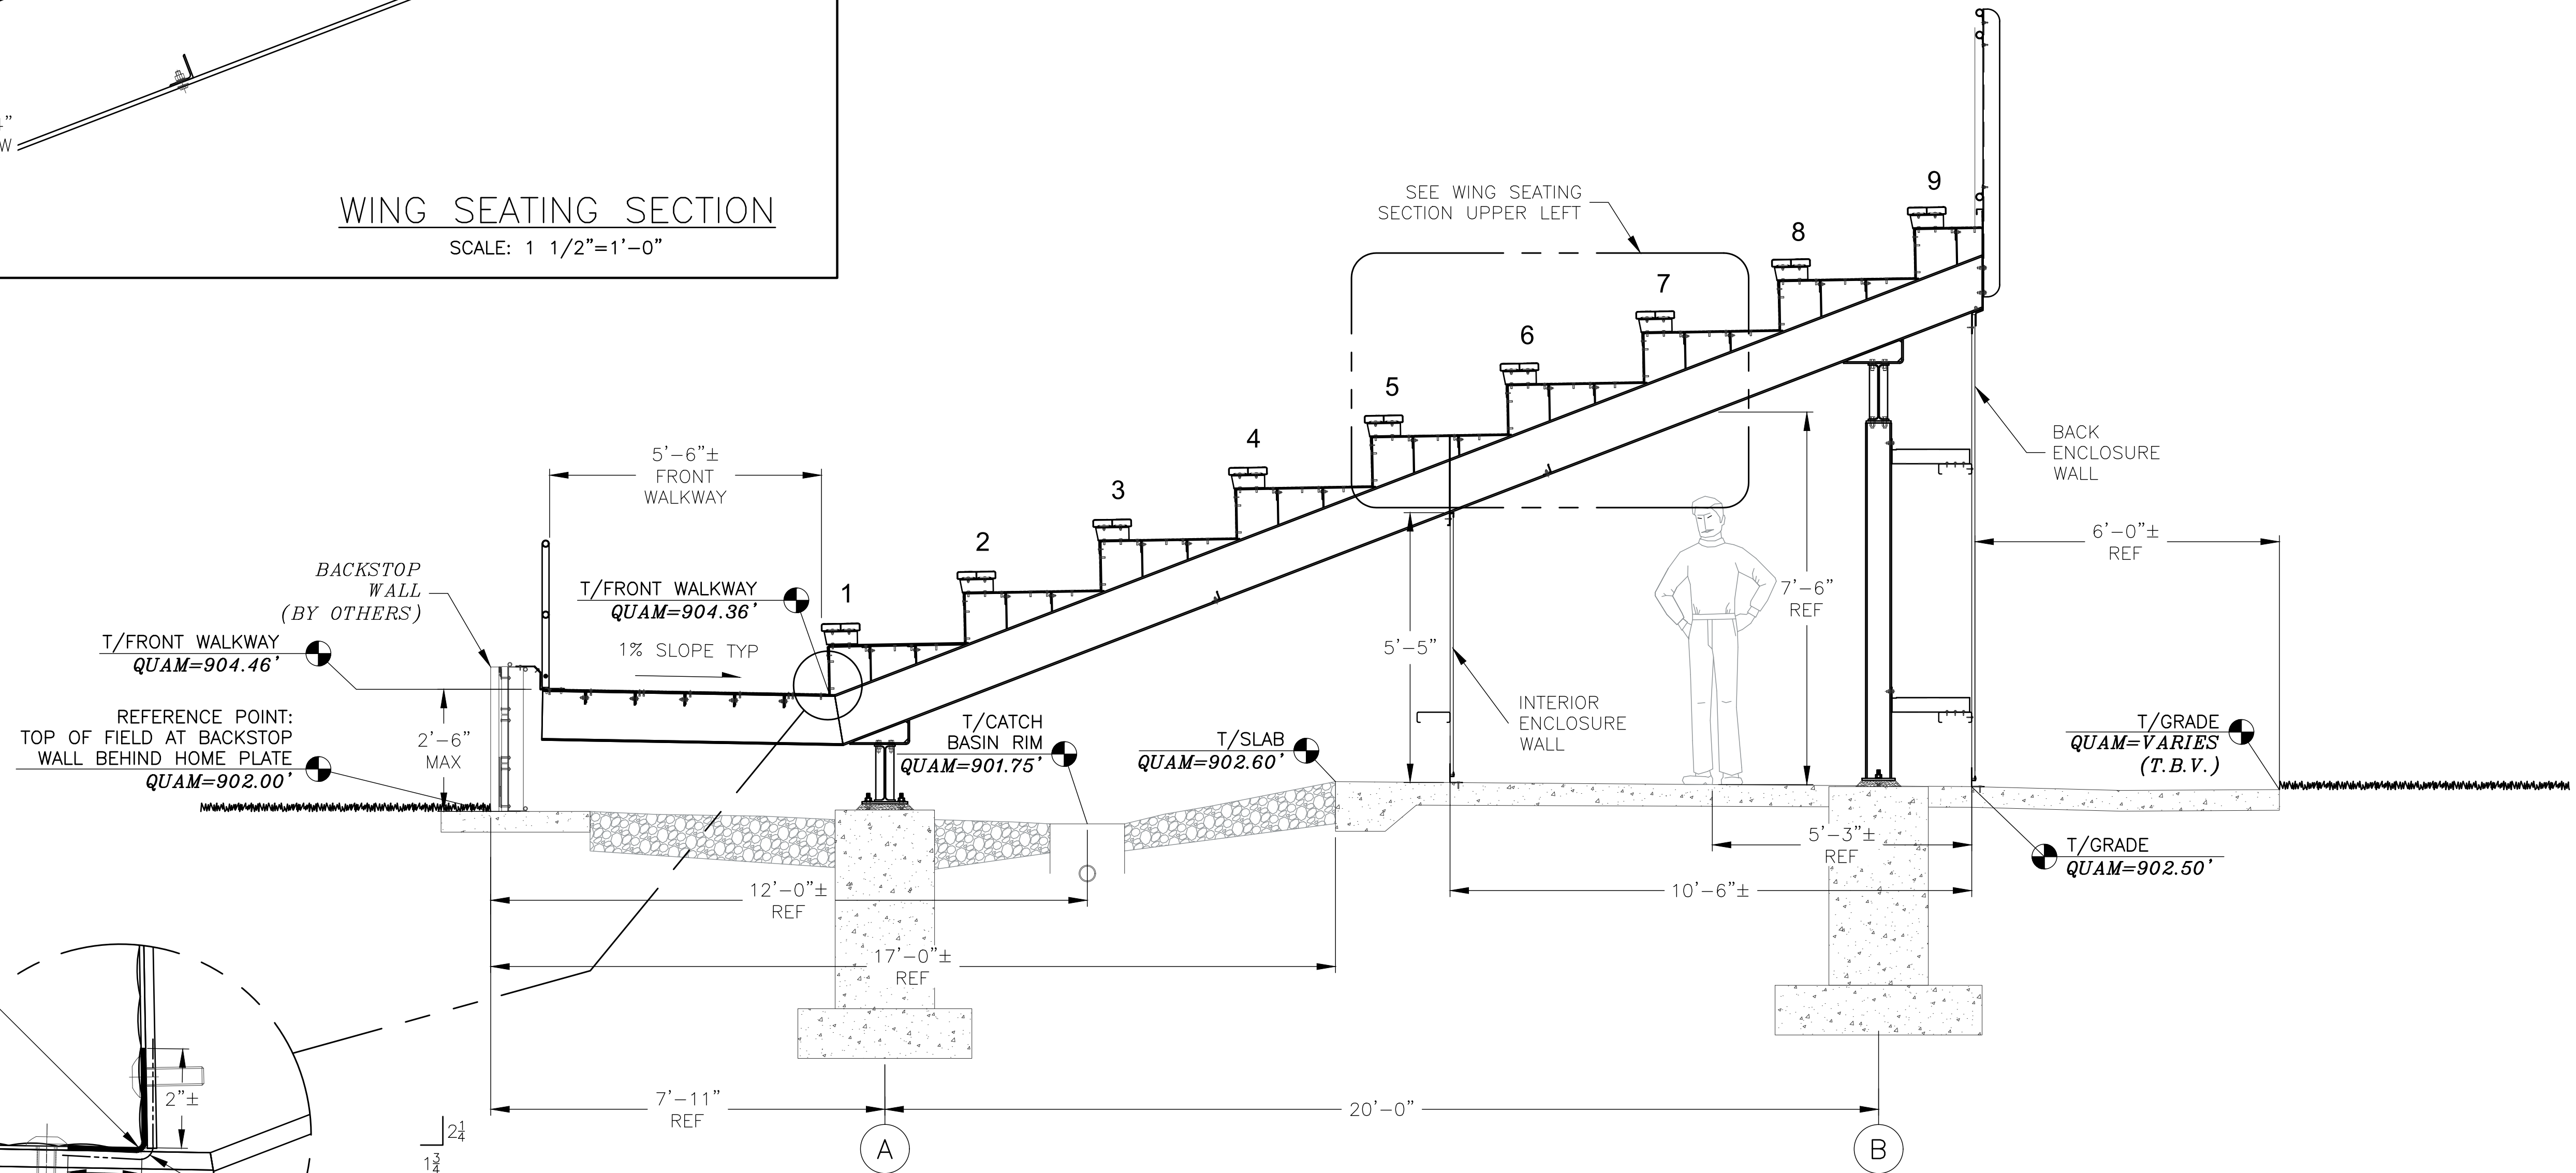 4"
W
WING SEATING SECTION
SCALE: 1 1/2"=1'-0"
SEE WING SEATING
SECTION UPPER LEFT
9
8
7
6
5
4
3
2
1
5'-6"±
FRONT
WALKWAY
BACK
ENCLOSURE
WALL
6'-0"±
REF
BACKSTOP
WALL
(BY OTHERS)
T/FRONT WALKWAY
QUAM=904.36'
1% SLOPE TYP
T/FRONT WALKWAY
QUAM=904.46'
7'-6"
REF
5'-5"
INTERIOR
ENCLOSURE
WALL
REFERENCE POINT:
TOP OF FIELD AT BACKSTOP
WALL BEHIND HOME PLATE
QUAM=902.00'
2'-6"
MAX
T/CATCH
BASIN RIM
QUAM=901.75'
T/SLAB
QUAM=902.60'
T/GRADE
QUAM=VARIES
(T.B.V.)
5'-3"±
REF
T/GRADE
QUAM=902.50'
12'-0"±
REF
10'-6"±
17'-0"±
REF
2"±
7'-11"
REF
20'-0"
2 1/4
1 3/4
A
B